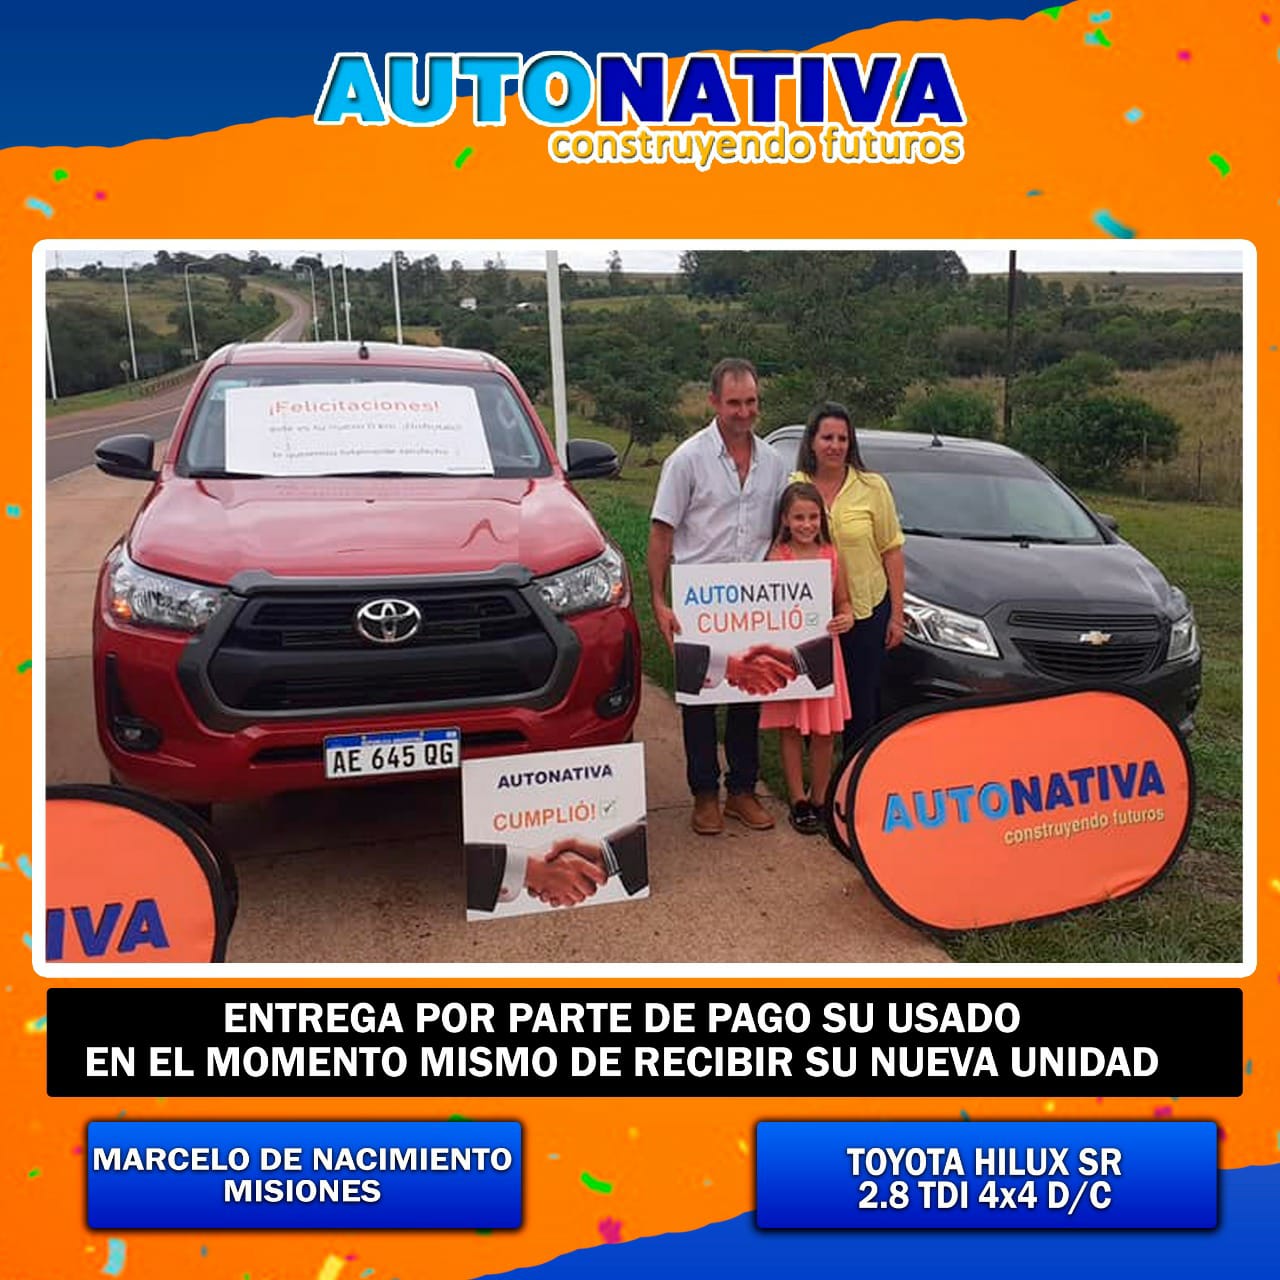 AUTONATIVA
construyendo futuros
¡Felicitaciones!
AUTONATIVA
CUMPLIÓ
AE 645 QG
AUTONATIVA
CUMPLIÓ!
AUTONATIVA
construyendo futuros
IVA
ENTREGA POR PARTE DE PAGO SU USADO
EN EL MOMENTO MISMO DE RECIBIR SU NUEVA UNIDAD
MARCELO DE NACIMIENTO
MISIONES
TOYOTA HILUX SR
2.8 TDI 4x4 D/C